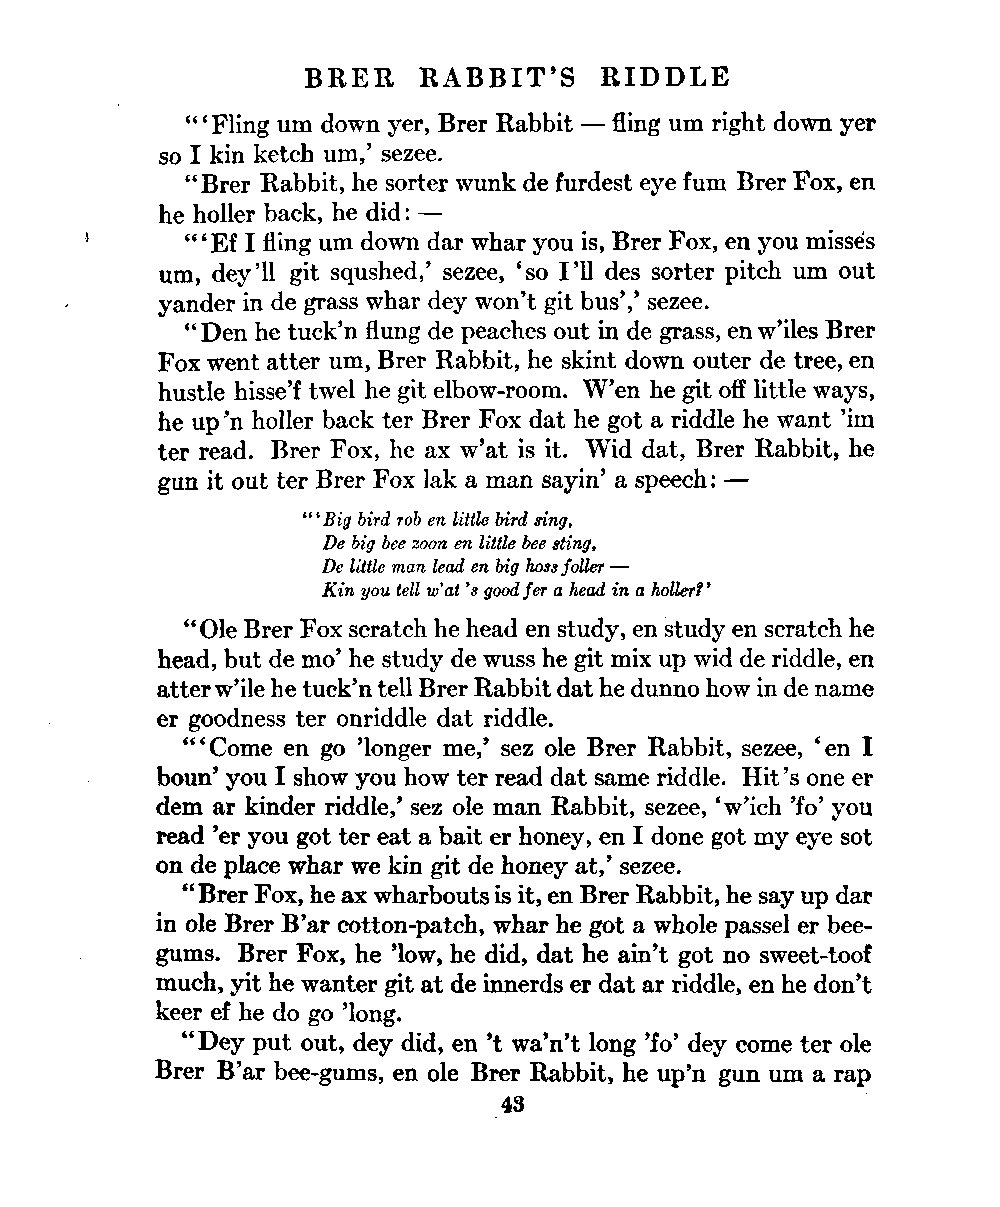 BRER RABBIT'S RIDDLE
“‘Fling um down yer, Brer Rabbit — fling um right down yer
so I kin ketch um,’ sezee.
“Brer Rabbit, he sorter wunk de furdest eye fum Brer Fox, en
he holler back, he did: —
“‘Ef I fling um down dar whar you is, Brer Fox, en you misses
um, dey’ll git squshed,’ sezee, ‘so I’ll des sorter pitch um out
yander in de grass whar dey won’t git bus’,’ sezee.
“Den he tuck’n flung de peaches out in de grass, en w’iles Brer
Fox went atter um, Brer Rabbit, he skint down outer de tree, en
hustle hisse’f twel he git elbow-room. W’en he git off little ways,
he up’n holler back ter Brer Fox dat he got a riddle he want ’im
ter read. Brer Fox, he ax w’at is it. Wid dat, Brer Rabbit, he
gun it out ter Brer Fox lak a man sayin’ a speech: —
“‘Big bird rob en little bird sing,
De big bee zoon en little bee sting,
De little man lead en big hoss foller —
Kin you tell w’at ’s good fer a head in a holler?’
“Ole Brer Fox scratch he head en study, en study en scratch he
head, but de mo’ he study de wuss he git mix up wid de riddle, en
atter w’ile he tuck’n tell Brer Rabbit dat he dunno how in de name
er goodness ter onriddle dat riddle.
“‘Come en go ’longer me,’ sez ole Brer Rabbit, sezee, ‘en I
boun’ you I show you how ter read dat same riddle. Hit’s one er
dem ar kinder riddle,’ sez ole man Rabbit, sezee, ‘w’ich ’fo’ you
read ’er you got ter eat a bait er honey, en I done got my eye sot
on de place whar we kin git de honey at,’ sezee.
“Brer Fox, he ax wharbouts is it, en Brer Rabbit, he say up dar
in ole Brer B’ar cotton-patch, whar he got a whole passel er bee-
gums. Brer Fox, he ’low, he did, dat he ain’t got no sweet-toof
much, yit he wanter git at de innerds er dat ar riddle, en he don’t
keer ef he do go ’long.
“Dey put out, dey did, en ’t wa’n’t long ’fo’ dey come ter ole
Brer B’ar bee-gums, en ole Brer Rabbit, he up’n gun um a rap
43